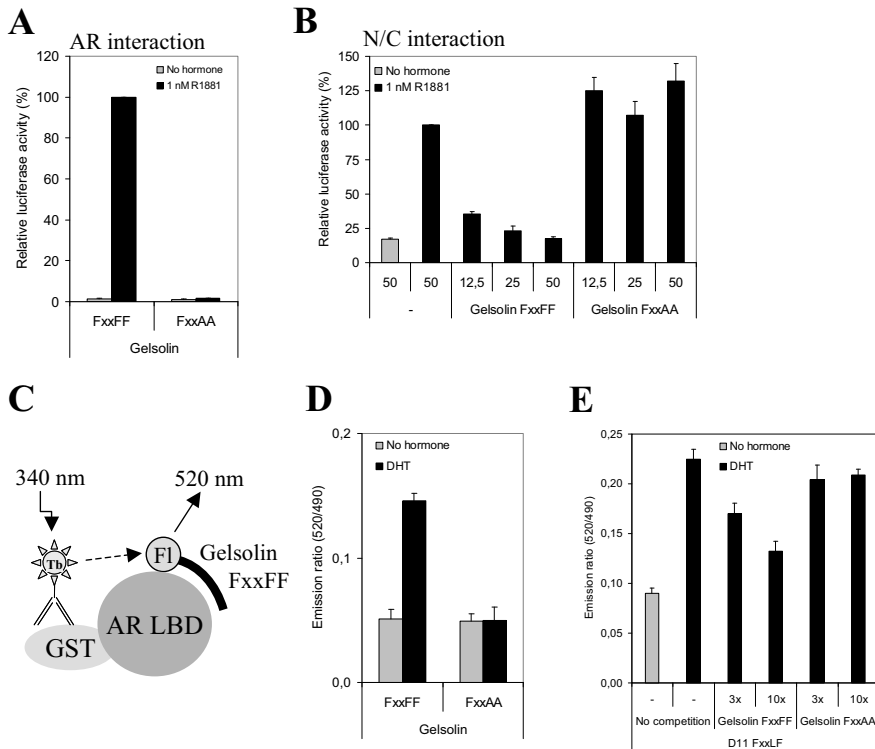 A
AR interaction
Relative luciferase acivity (%)
120
100
80
60
40
20
0
No hormone
1 nM R1881
FxxFF
FxxAA
Gelsolin
B
N/C interaction
Relative luciferase activity (%)
150
125
100
75
50
25
0
No hormone
1 nM R1881
50 50 12,5 25 50 12,5 25 50
- Gelsolin FxxFF Gelsolin FxxAA
C
340 nm
520 nm
Tb
Fl
Gelsolin
FxxFF
AR LBD
GST
D
Emission ratio (520/490)
0,2
0,1
0,0
No hormone
DHT
FxxFF
FxxAA
Gelsolin
E
Emission ratio (520/490)
0,25
0,20
0,15
0,10
0,05
0,00
No hormone
DHT
- - 3x 10x 3x 10x
No competition Gelsolin FxxFF Gelsolin FxxAA
D11 FxxLF